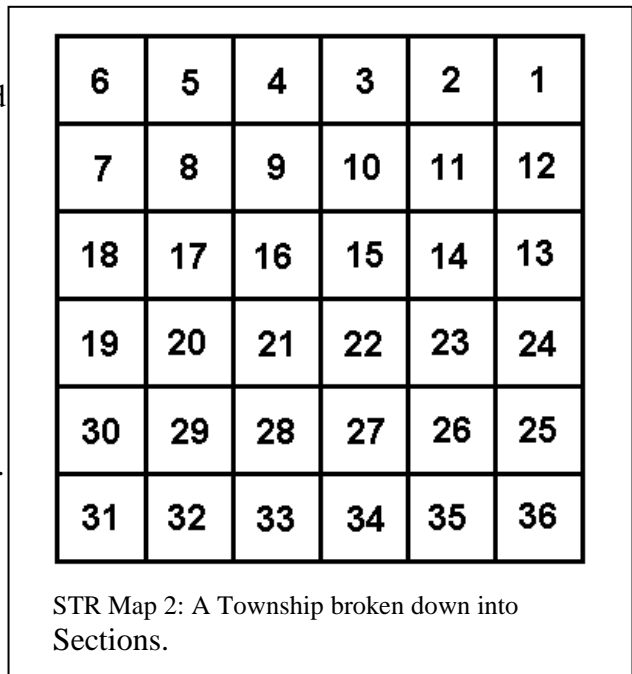 d
6 5 4 3 2 1
7 8 9 10 11 12
18 17 16 15 14 13
19 20 21 22 23 24
30 29 28 27 26 25
.
31 32 33 34 35 36
STR Map 2: A Township broken down into
Sections.